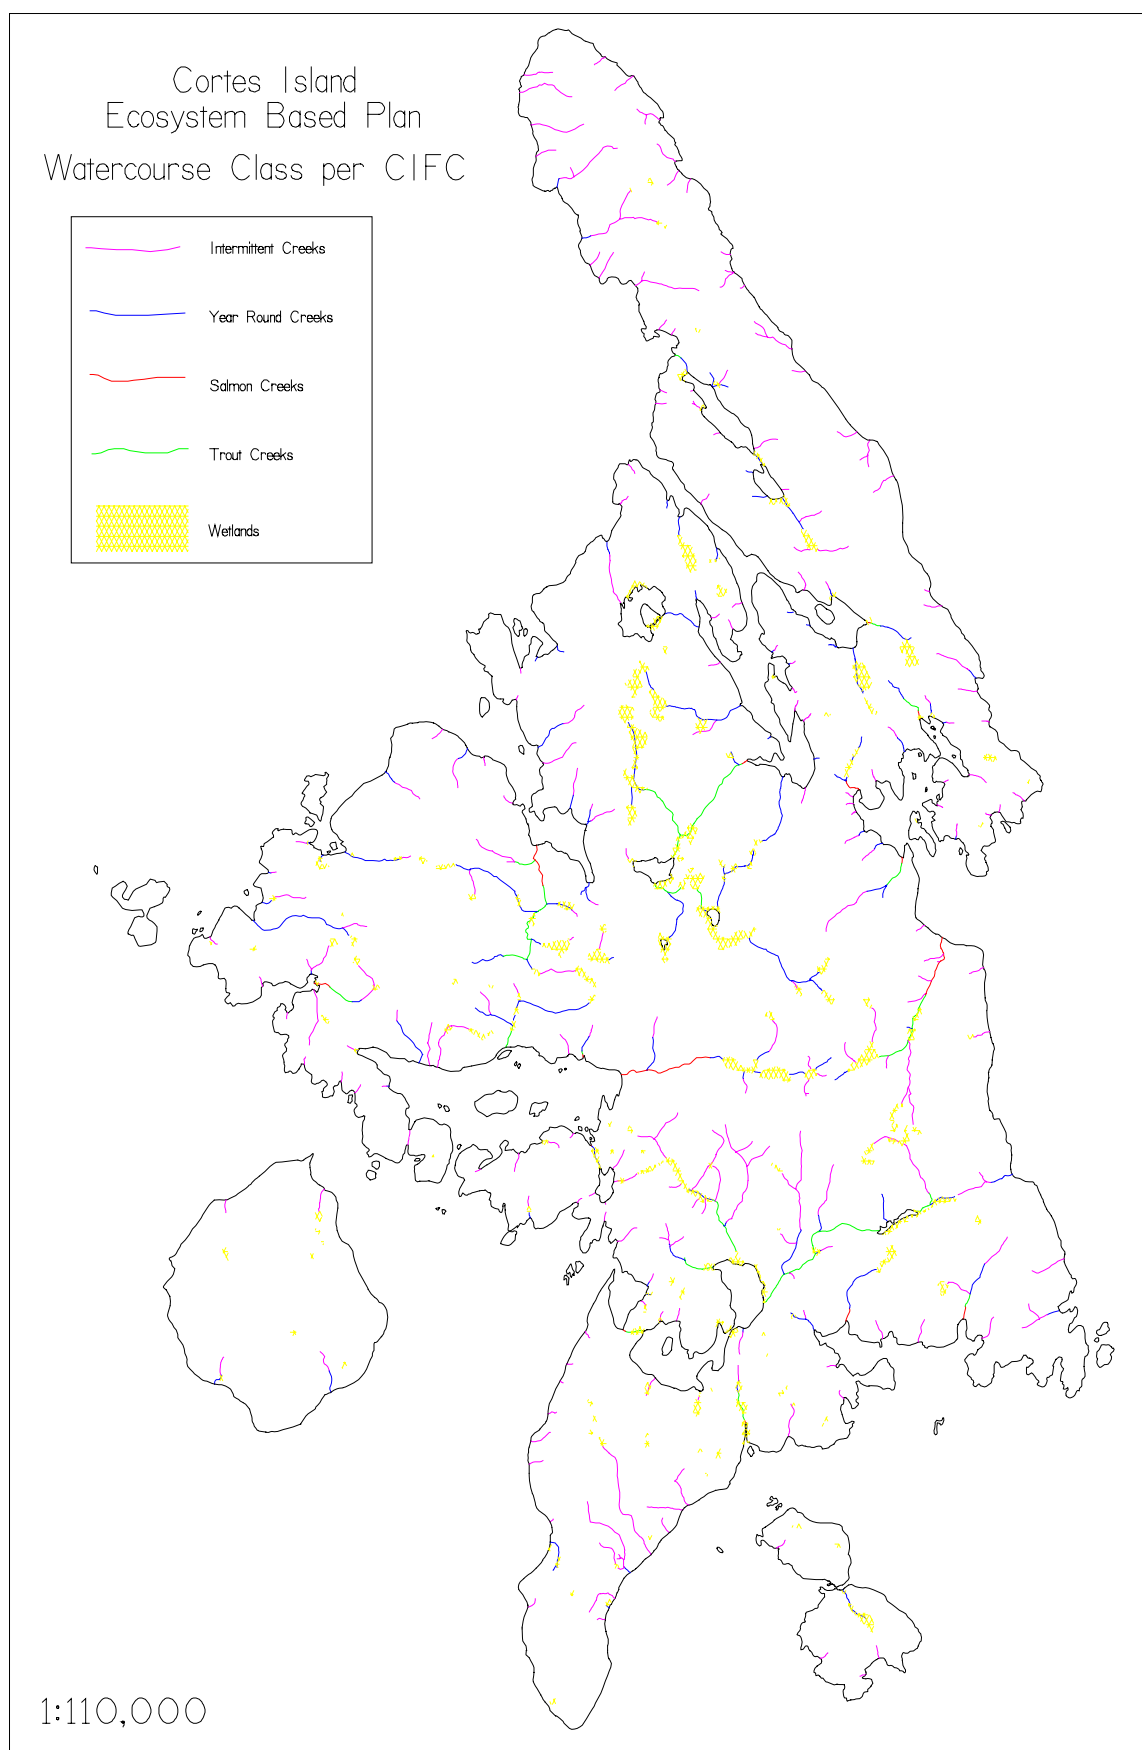 Cortes Island
Ecosystem Based Plan
Watercourse Class per CIFC
Intermittent Creeks
Year Round Creeks
Salmon Creeks
Trout Creeks
Wetlands
1:110,000